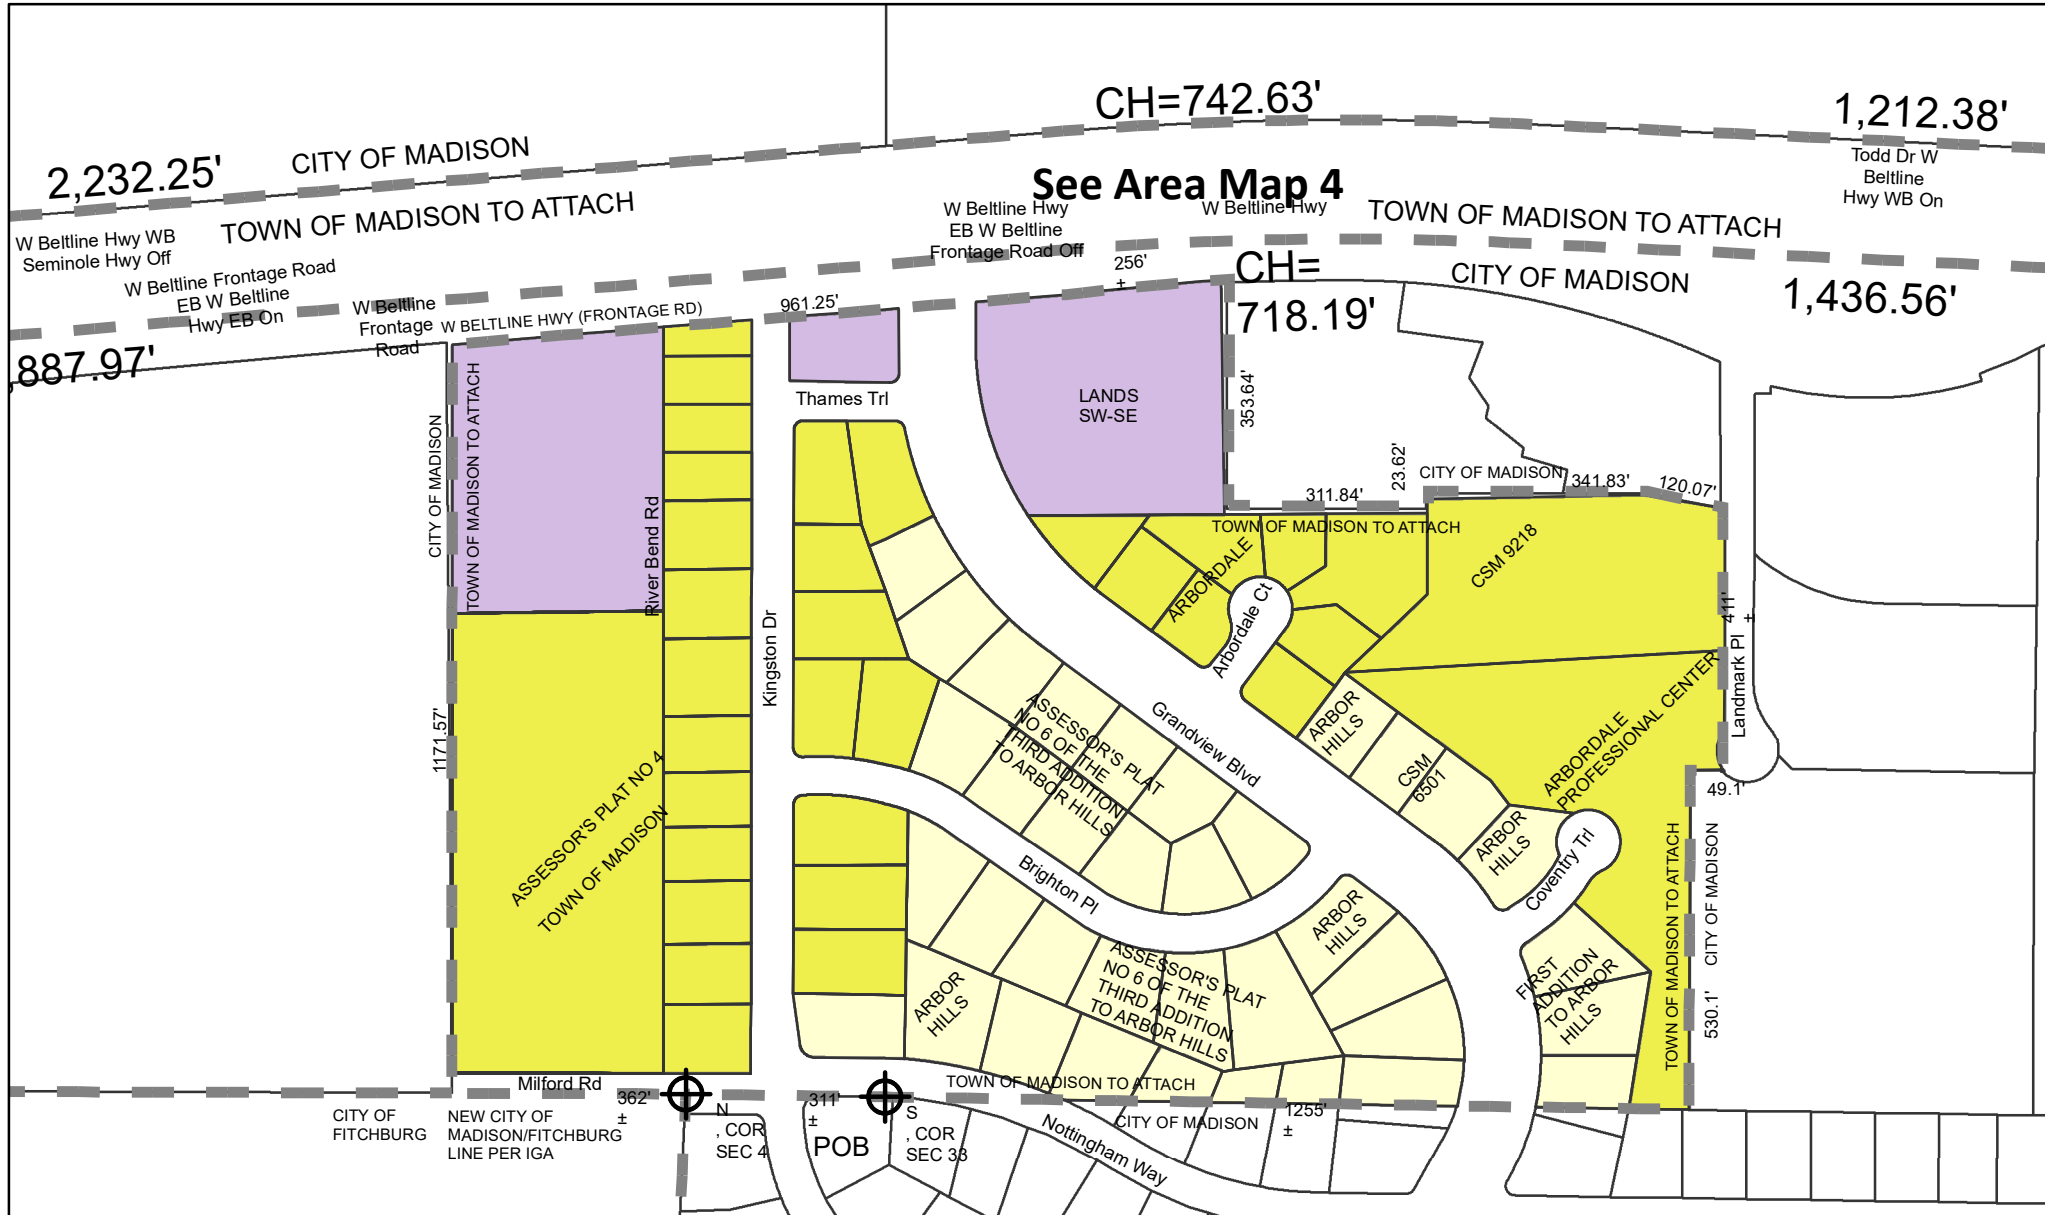 CH=742.63'
1,212.38'
2,232.25'
CITY OF MADISON
Todd Dr W
Beltline
Hwy WB On
See Area Map 4
TOWN OF MADISON TO ATTACH
W Beltline Hwy
EB W Beltline
Frontage Road Off
W Beltline Hwy
TOWN OF MADISON TO ATTACH
W Beltline Hwy WB
Seminole Hwy Off
W Beltline Frontage Road
EB W Beltline
Hwy EB On
W Beltline
Frontage
Road
W BELTLINE HWY (FRONTAGE RD)
961.25'
256'
±
CH=
718.19'
CITY OF MADISON
1,436.56'
887.97'
Thames Trl
LANDS
SW-SE
353.64'
23.62'
CITY OF MADISON
341.83'
120.07'
311.84'
TOWN OF MADISON TO ATTACH
CITY OF MADISON
TOWN OF MADISON TO ATTACH
River Bend Rd
Kingston Dr
1171.57'
ARBORDALE
Arbordale Ct
CSM 9218
411'
±
Landmark Pl
ARBORDALE
PROFESSIONAL CENTER
49.1'
ASSESSOR'S PLAT NO 4
TOWN OF MADISON
ASSESSOR'S PLAT
NO 6 OF THE
THIRD ADDITION
TO ARBOR HILLS
Grandview Blvd
ARBOR
HILLS
CSM
6501
ARBOR
HILLS
Coventry Trl
Brighton Pl
ARBOR
HILLS
ARBOR
HILLS
ASSESSOR'S PLAT
NO 6 OF THE
THIRD ADDITION
TO ARBOR HILLS
FIRST
ADDITION
TO ARBOR
HILLS
TOWN OF MADISON TO ATTACH
CITY OF MADISON
530.1'
Milford Rd
362'
±
311'
±
TOWN OF MADISON TO ATTACH
1255'
±
CITY OF MADISON
CITY OF
FITCHBURG
NEW CITY OF
MADISON/FITCHBURG
LINE PER IGA
N
, COR
SEC 4
POB
S
, COR
SEC 33
Nottingham Way